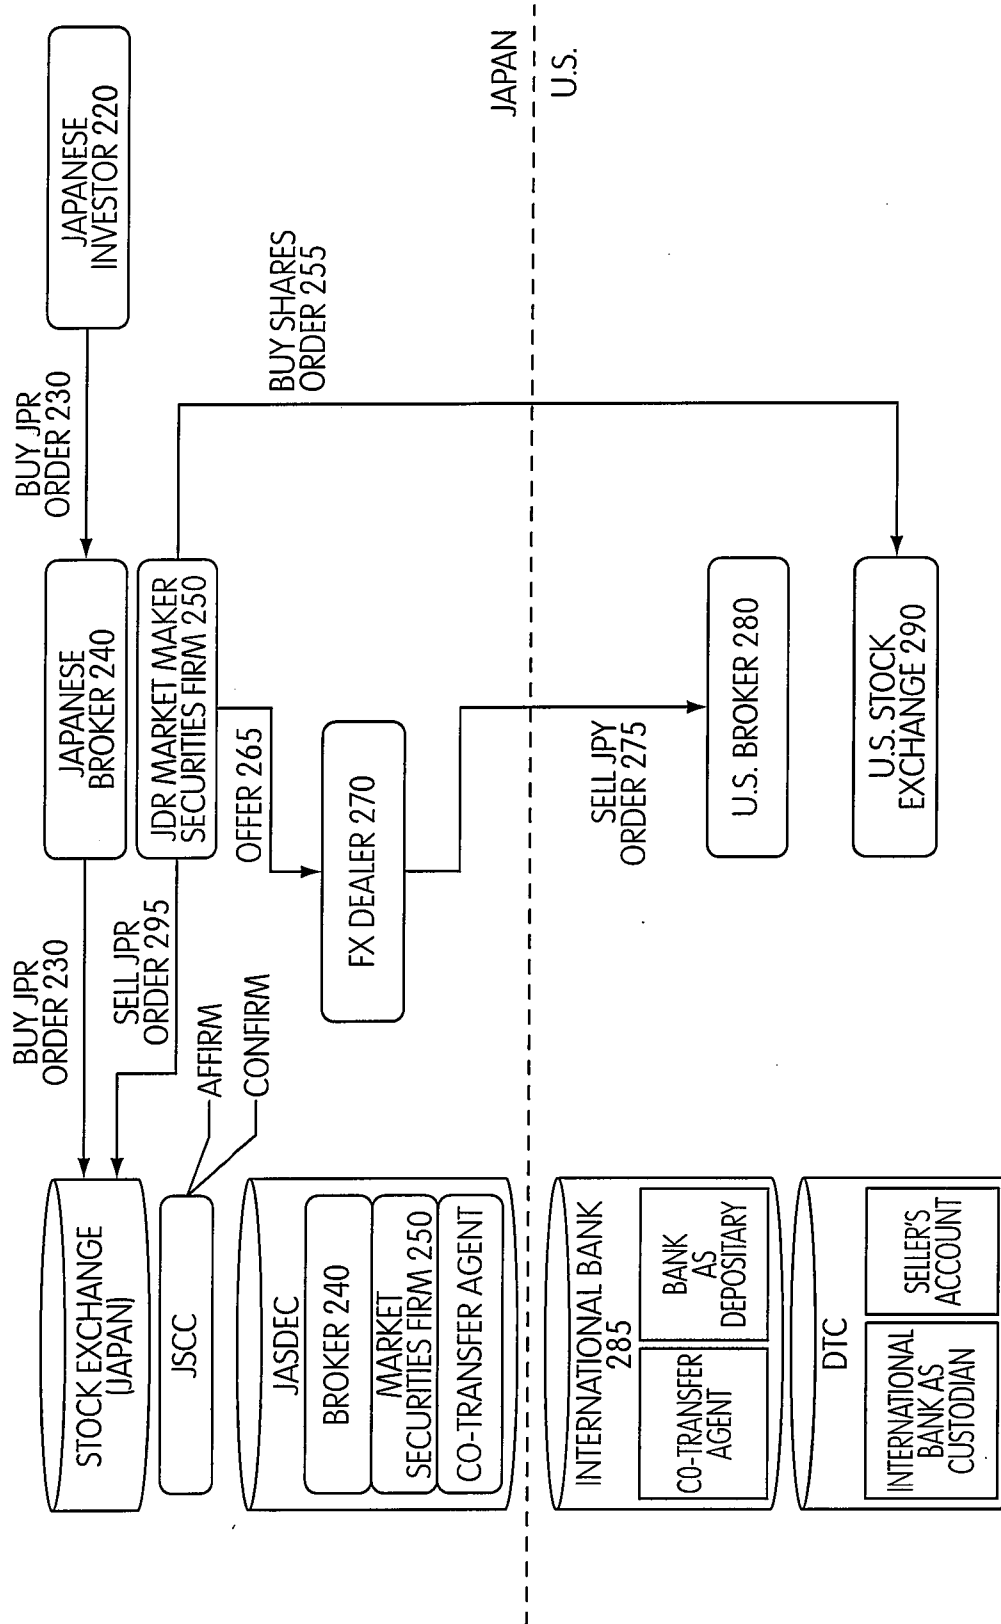 STOCK EXCHANGE
(JAPAN)
BUY JPR
ORDER 230
JAPANESE
BROKER 240
BUY JPR
ORDER 230
JAPANESE
INVESTOR 220
JSCC
AFFIRM
CONFIRM
SELL JPR
ORDER 295
JDR MARKET MAKER
SECURITIES FIRM 250
BUY SHARES
ORDER 255
JASDEC
BROKER 240
MARKET
SECURITIES FIRM 250
CO-TRANSFER AGENT
OFFER 265
FX DEALER 270
JAPAN
U.S.
INTERNATIONAL BANK
285
CO-TRANSFER
AGENT
BANK
AS
DEPOSITARY
SELL JPY
ORDER 275
U.S. BROKER 280
DTC
INTERNATIONAL
BANK AS
CUSTODIAN
SELLER'S
ACCOUNT
U.S. STOCK
EXCHANGE 290